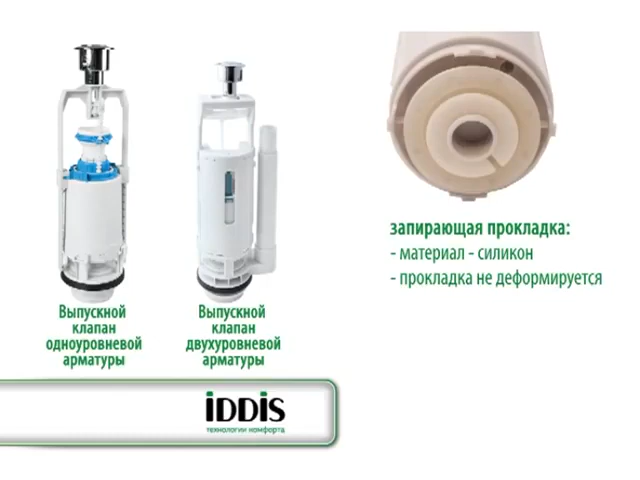 Выпускной
клапан
одноуровневой
арматуры
Выпускной
клапан
двухуровневой
арматуры
запирающая прокладка:
- материал - силикон
- прокладка не деформируется
iDDiS
технологии комфорта